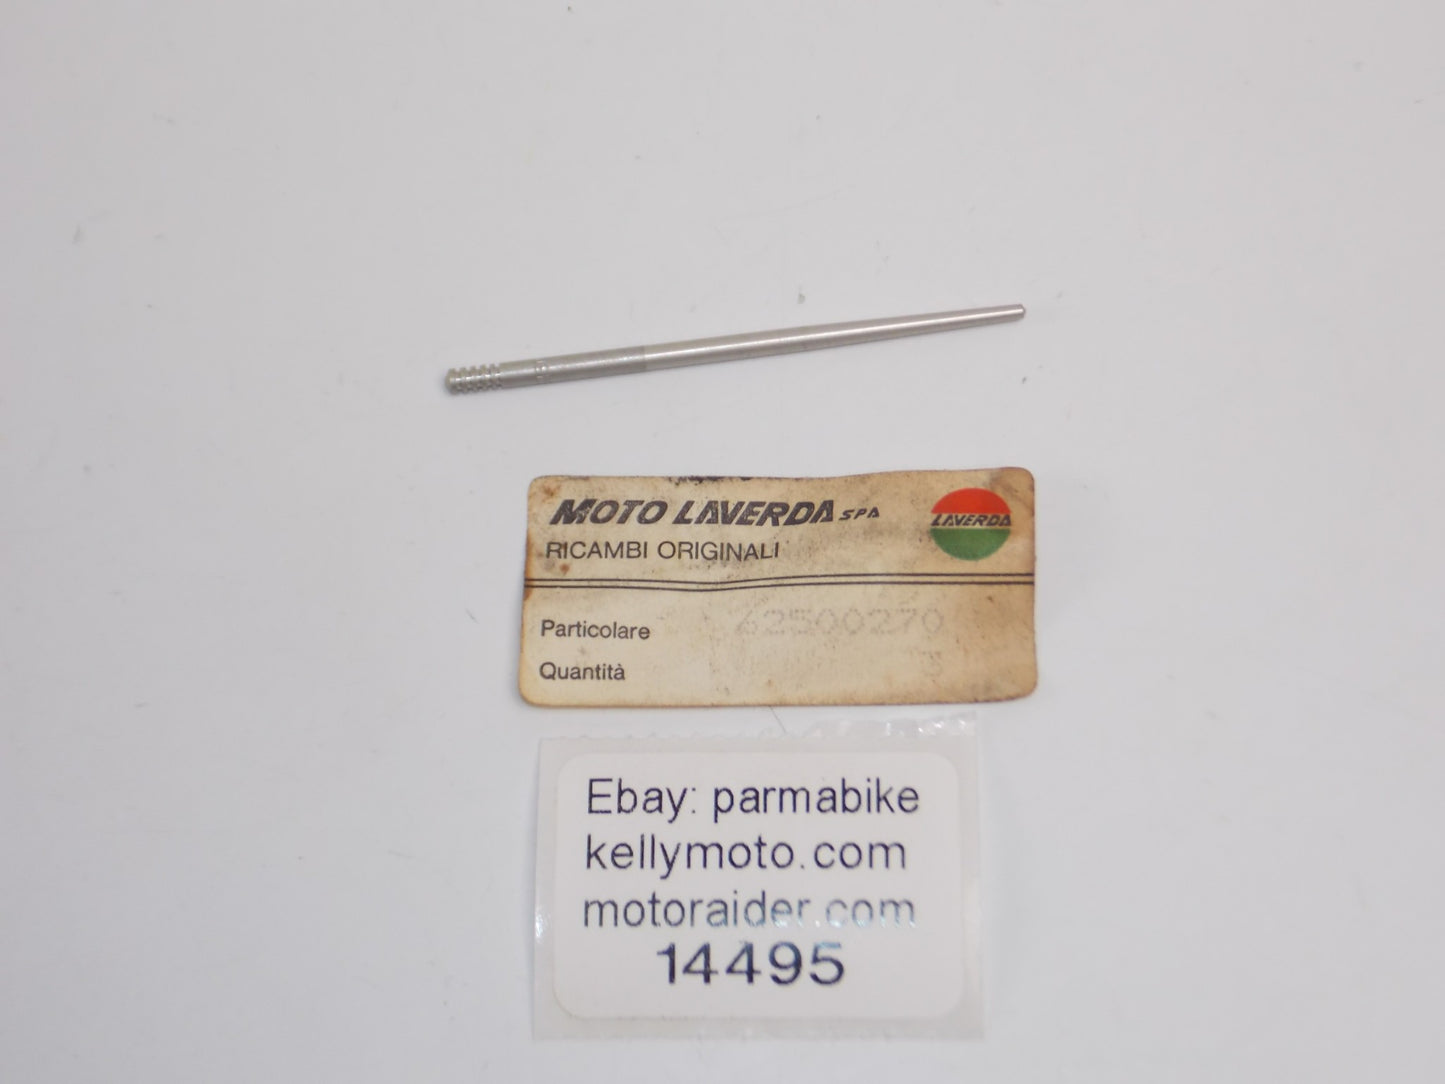 MOTO LAVERDA SPA
RICAMBI ORIGINALI
LAVERDA
Particolare 62500270
Quantità
Ebay: parmabike
kellymoto.com
motoraider.com
14495